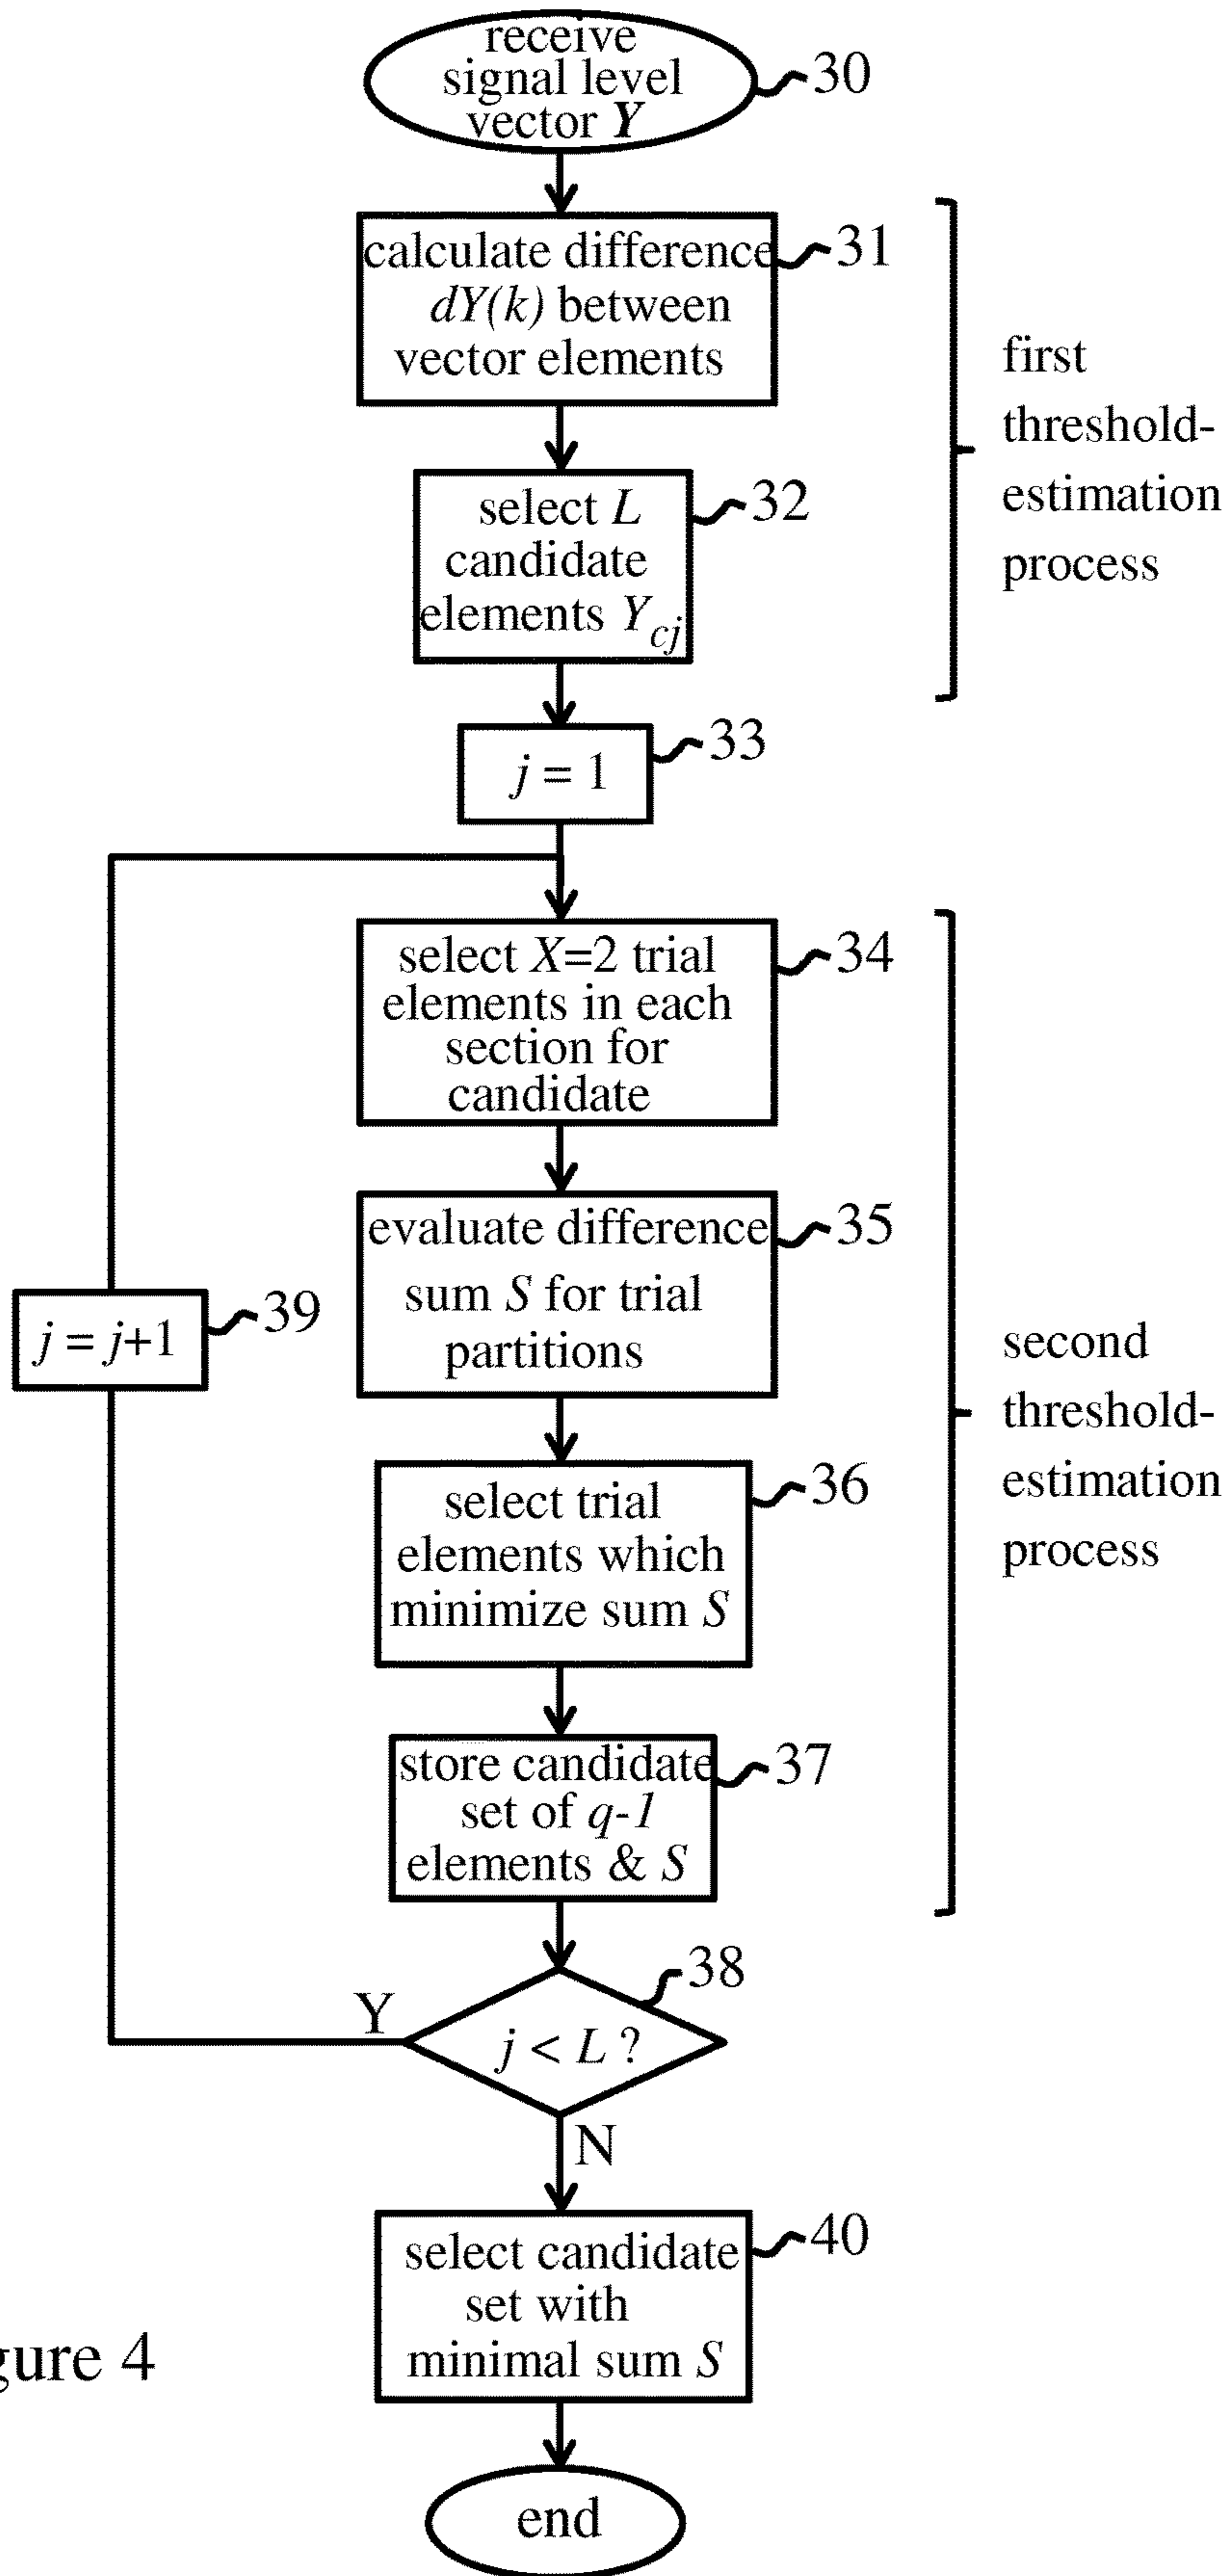 receive
signal level
vector Y
30
calculate difference
dY(k) between
vector elements
31
first
threshold-
estimation
process
select L
candidate
elements Ycj
32
j = 1
33
select X=2 trial
elements in each
section for
candidate
34
evaluate difference
sum S for trial
partitions
35
j = j+1
39
second
threshold-
estimation
process
select trial
elements which
minimize sum S
36
store candidate
set of q-1
elements & S
37
38
Y
j < L ?
N
select candidate
set with
minimal sum S
40
gure 4
end